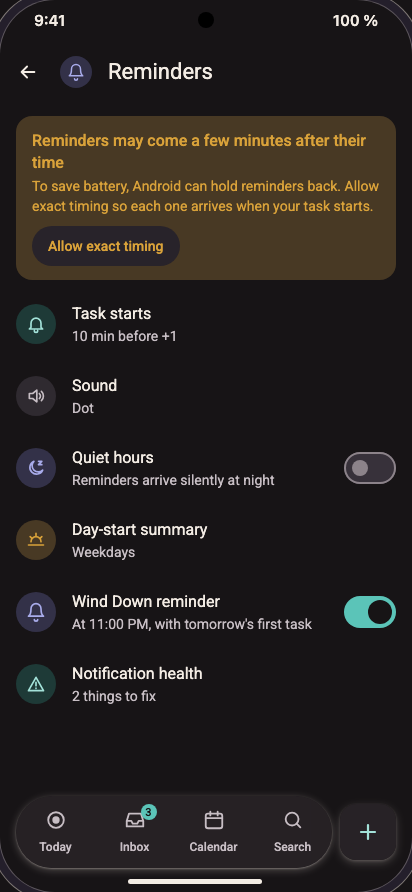 9:41
100 %
Reminders
Reminders may come a few minutes after their
time
To save battery, Android can hold reminders back. Allow
exact timing so each one arrives when your task starts.
Allow exact timing
Task starts
10 min before +1
Sound
Dot
Quiet hours
Reminders arrive silently at night
Day-start summary
Weekdays
Wind Down reminder
At 11:00 PM, with tomorrow's first task
Notification health
2 things to fix
3
Today
Inbox
Calendar
Search